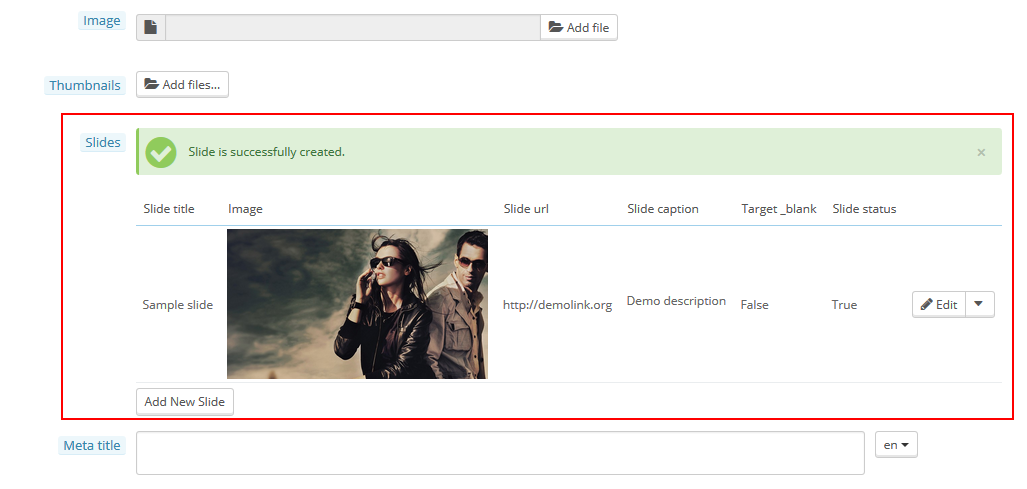 Image
Add file
Thumbnails
Add files...
Slides
Slide is successfully created.
×
Slide title Image Slide url Slide caption Target _blank Slide status
Sample slide http://demolink.org Demo description False True Edit
Add New Slide
Meta title
en